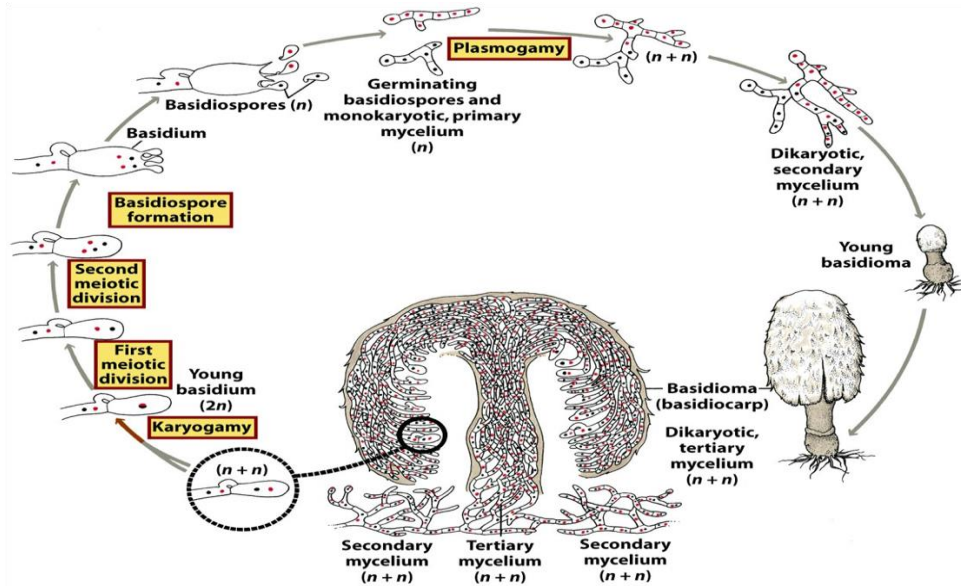 Plasmogamy
(n + n)
Basidiospores (n)
Germinating
basidiospores and
monokaryotic, primary
mycelium
(n)
Basidium
Dikaryotic,
secondary
mycelium
(n + n)
Basidiospore
formation
Young
basidioma
Second
meiotic
division
First
meiotic
division
Young
basidium
(2n)
Karyogamy
(n + n)
Basidioma
(basidiocarp)
Dikaryotic,
tertiary
mycelium
(n + n)
Secondary
mycelium
(n + n)
Tertiary
mycelium
(n + n)
Secondary
mycelium
(n + n)